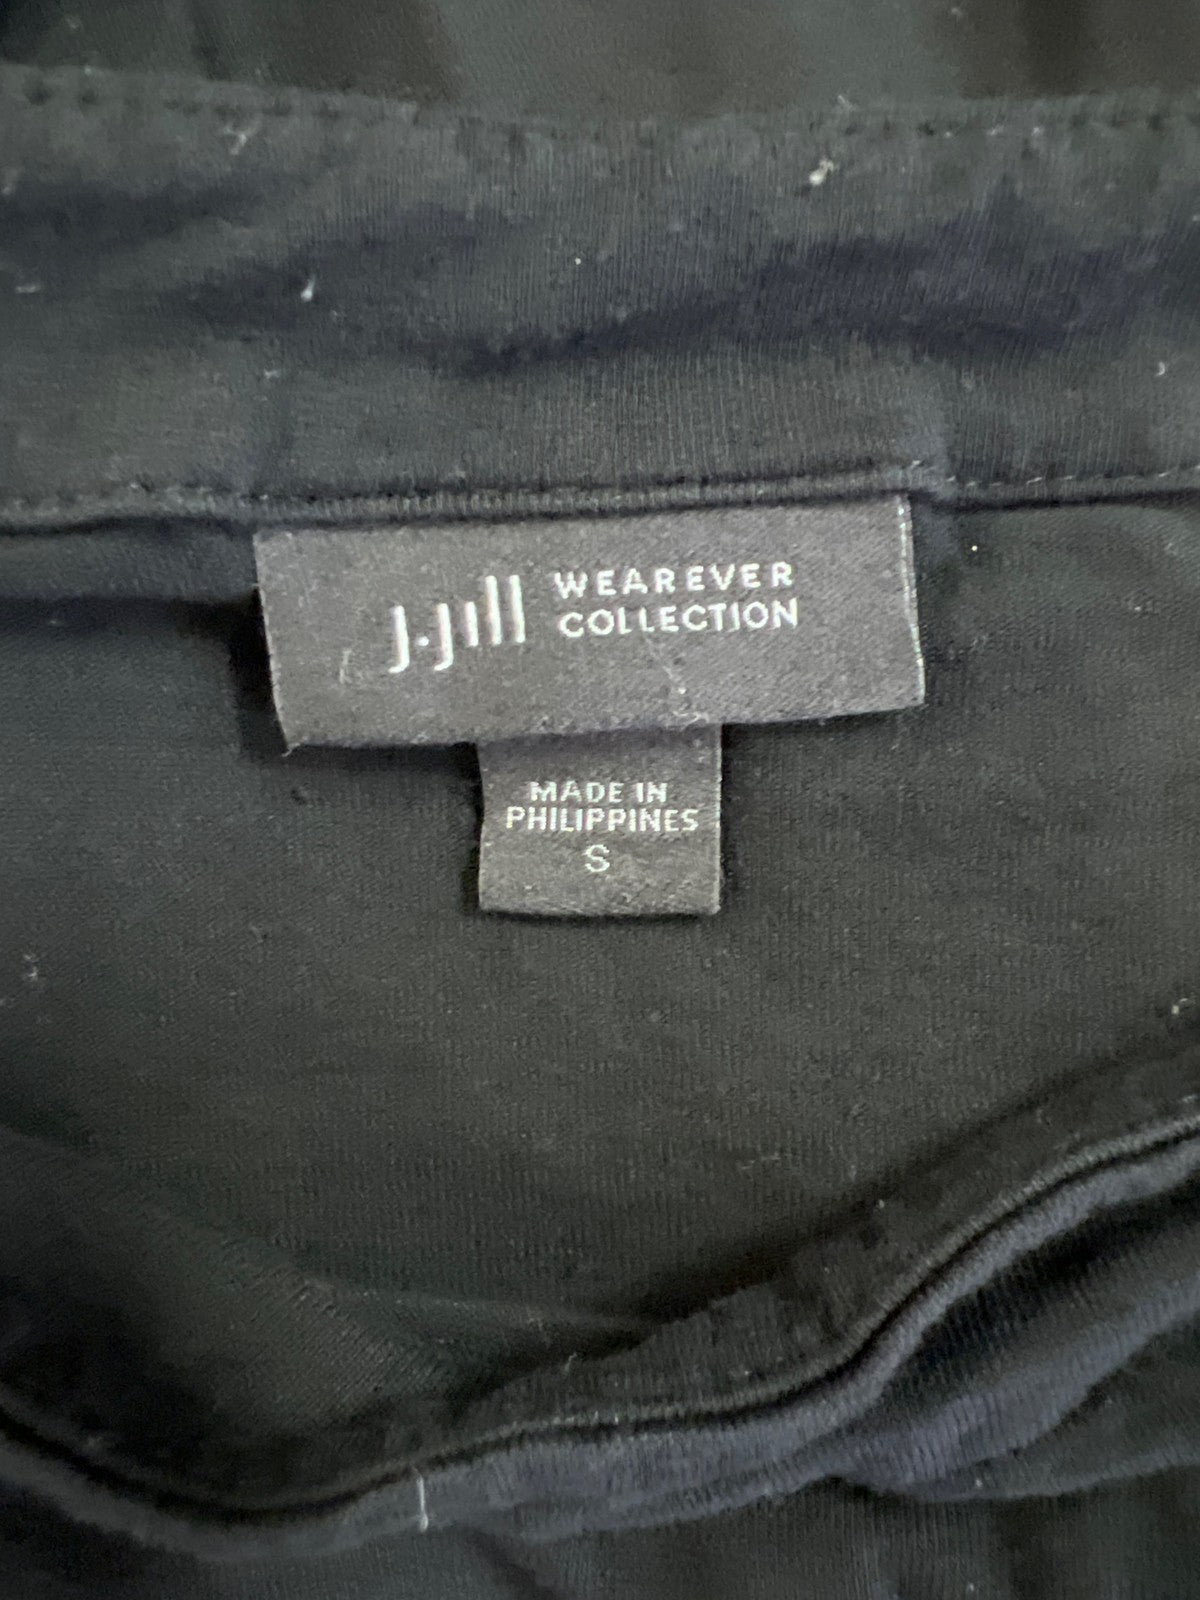 J.Jill
WEAREVER
COLLECTION
MADE IN
PHILIPPINES
S